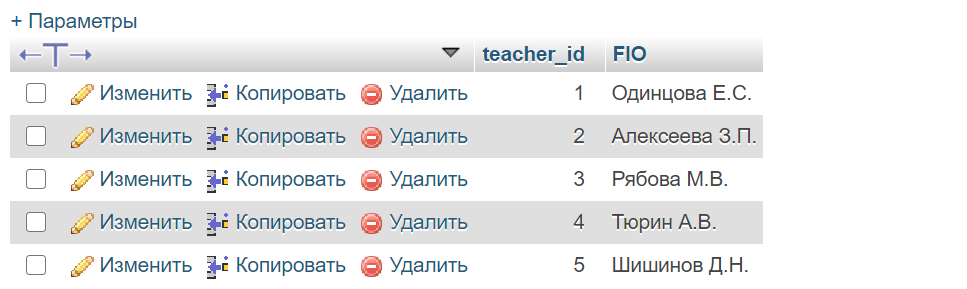 + Параметры
←T→ teacher_id FIO
Изменить Копировать Удалить 1 Одинцова Е.С.
Изменить Копировать Удалить 2 Алексеева З.П.
Изменить Копировать Удалить 3 Рябова М.В.
Изменить Копировать Удалить 4 Тюрин А.В.
Изменить Копировать Удалить 5 Шишинов Д.Н.